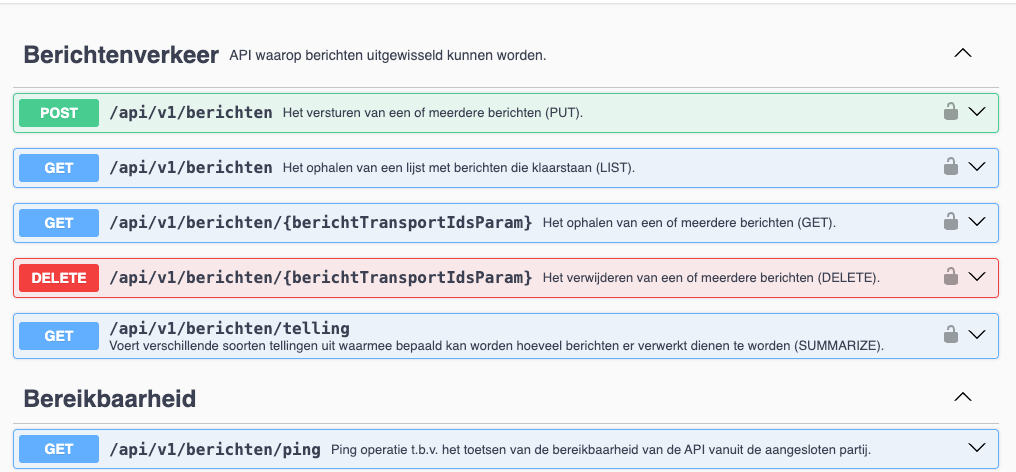 Berichtenverkeer API waarop berichten uitgewisseld kunnen worden.
POST /api/v1/berichten Het versturen van een of meerdere berichten (PUT).
GET /api/v1/berichten Het ophalen van een lijst met berichten die klaarstaan (LIST).
GET /api/v1/berichten/{berichtTransportIdsParam} Het ophalen van een of meerdere berichten (GET).
DELETE /api/v1/berichten/{berichtTransportIdsParam} Het verwijderen van een of meerdere berichten (DELETE).
GET /api/v1/berichten/telling
Voert verschillende soorten tellingen uit waarmee bepaald kan worden hoeveel berichten er verwerkt dienen te worden (SUMMARIZE).
Bereikbaarheid
GET /api/v1/berichten/ping Ping operatie t.b.v. het toetsen van de bereikbaarheid van de API vanuit de aangesloten partij.